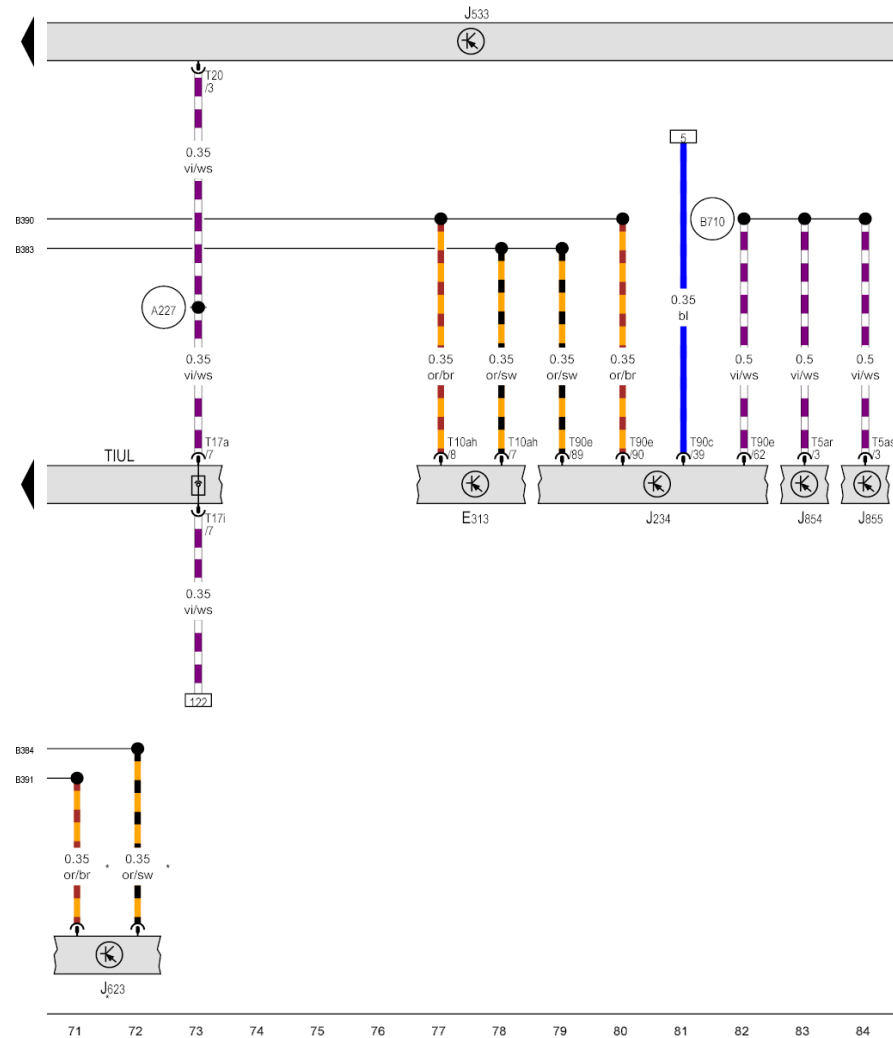 J533
T20
/3
0.35
vi/ws
5
B390
B710
B383
A227
0.35
bl
0.35
vi/ws
0.35
or/br
0.35
or/sw
0.35
or/sw
0.35
or/br
0.5
vi/ws
0.5
vi/ws
0.5
vi/ws
TIUL
T17a
/7
T10ah
/8
T10ah
/7
T90e
/89
T90e
/90
T90c
/39
T90e
/62
T5ar
/3
T5as
/3
T17i
/7
E313
J234
J854
J855
0.35
vi/ws
122
B384
B391
0.35
or/br *
0.35
or/sw *
J623
*
71 72 73 74 75 76 77 78 79 80 81 82 83 84